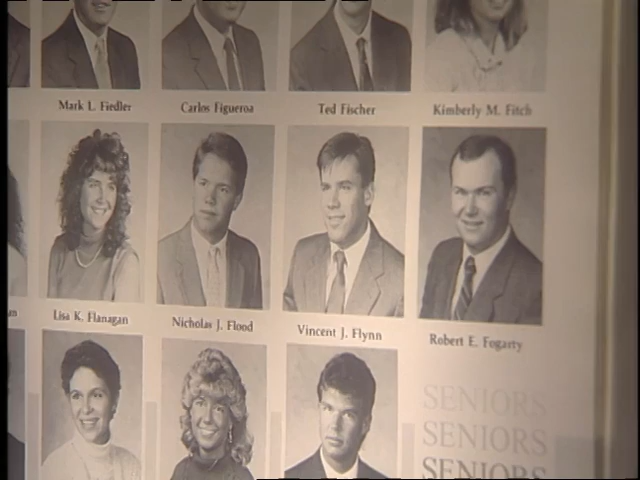 Mark L. Fiedler Carlos Figueroa Ted Fischer Kimberly M. Fitch
Lisa K. Flanagan Nicholas J. Flood Vincent J. Flynn Robert E. Fogarty
SENIORS
SENIORS
SENIORS